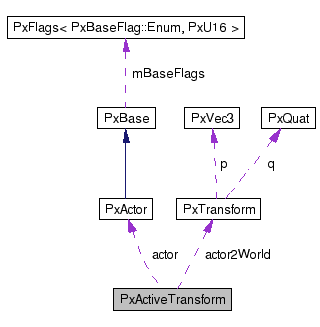 PxFlags< PxBaseFlag::Enum, PxU16 >
mBaseFlags
PxBase
PxVec3
PxQuat
p
q
PxActor
PxTransform
actor
actor2World
PxActiveTransform